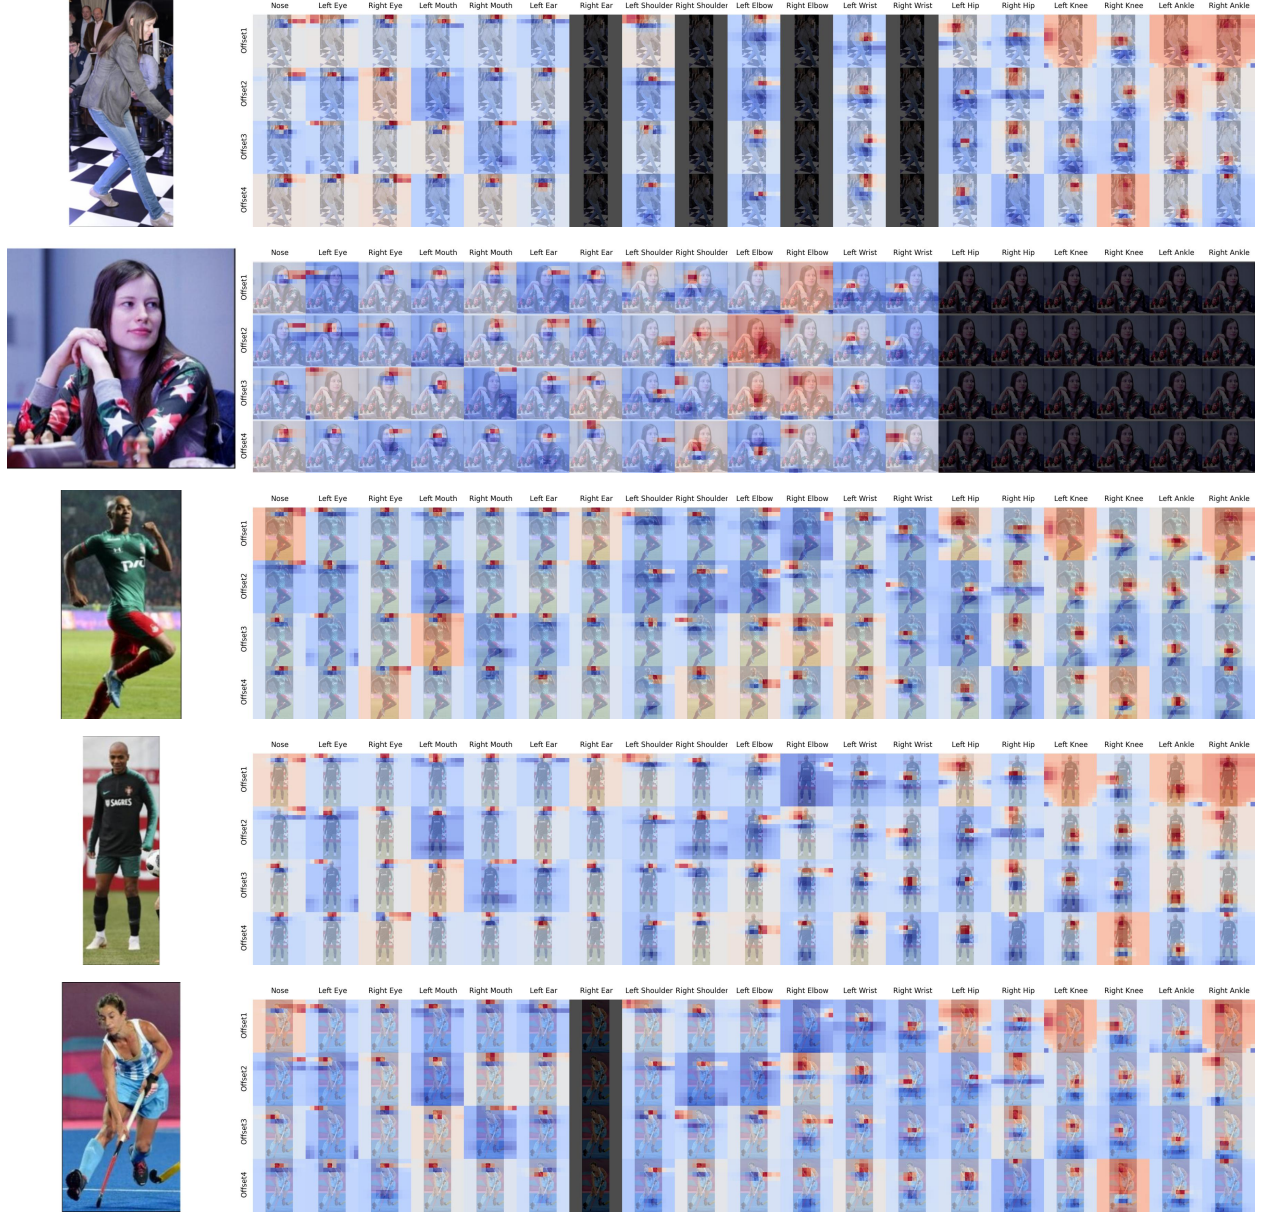 Nose Left Eye Right Eye Left Mouth Right Mouth Left Ear Right Ear Left Shoulder Right Shoulder Left Elbow Right Elbow Left Wrist Right Wrist Left Hip Right Hip Left Knee Right Knee Left Ankle Right Ankle
Offset1
Offset2
Offset3
Offset4
Nose Left Eye Right Eye Left Mouth Right Mouth Left Ear Right Ear Left Shoulder Right Shoulder Left Elbow Right Elbow Left Wrist Right Wrist Left Hip Right Hip Left Knee Right Knee Left Ankle Right Ankle
Offset1
Offset2
Offset3
Offset4
Nose Left Eye Right Eye Left Mouth Right Mouth Left Ear Right Ear Left Shoulder Right Shoulder Left Elbow Right Elbow Left Wrist Right Wrist Left Hip Right Hip Left Knee Right Knee Left Ankle Right Ankle
Offset1
Offset2
Offset3
Offset4
Nose Left Eye Right Eye Left Mouth Right Mouth Left Ear Right Ear Left Shoulder Right Shoulder Left Elbow Right Elbow Left Wrist Right Wrist Left Hip Right Hip Left Knee Right Knee Left Ankle Right Ankle
SAGRES
Offset1
Offset2
Offset3
Offset4
Nose Left Eye Right Eye Left Mouth Right Mouth Left Ear Right Ear Left Shoulder Right Shoulder Left Elbow Right Elbow Left Wrist Right Wrist Left Hip Right Hip Left Knee Right Knee Left Ankle Right Ankle
Offset1
Offset2
Offset3
Offset4